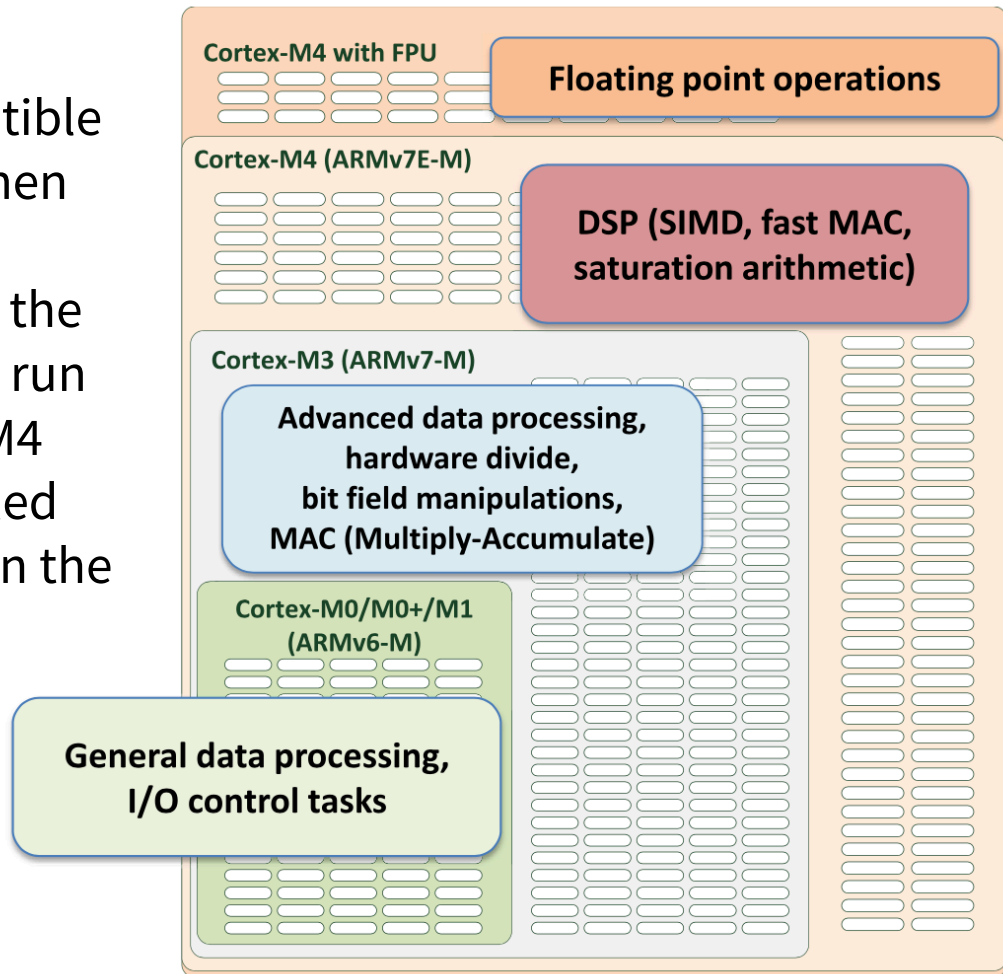 tible
hen
the
run
M4
ed
n the
Cortex-M4 with FPU
Floating point operations
Cortex-M4 (ARMv7E-M)
DSP (SIMD, fast MAC,
saturation arithmetic)
Cortex-M3 (ARMv7-M)
Advanced data processing,
hardware divide,
bit field manipulations,
MAC (Multiply-Accumulate)
Cortex-M0/M0+/M1
(ARMv6-M)
General data processing,
I/O control tasks